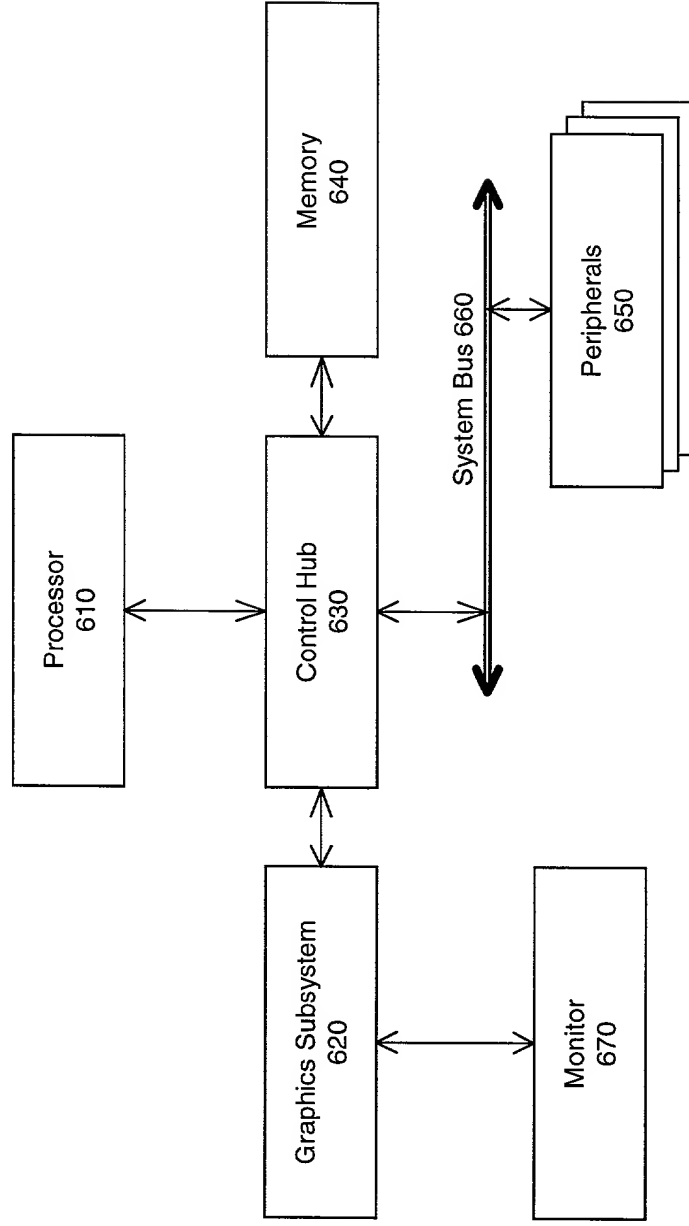 Processor
610
Graphics Subsystem
620
Control Hub
630
Memory
640
System Bus 660
Monitor
670
Peripherals
650